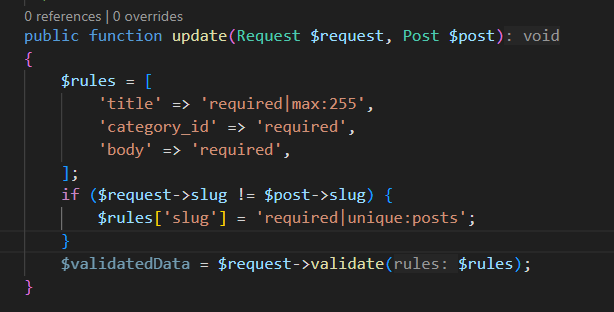 0 references | 0 overrides
public function update(Request $request, Post $post): void
{
    $rules = [
        'title' => 'required|max:255',
        'category_id' => 'required',
        'body' => 'required',
    ];
    if ($request->slug != $post->slug) {
        $rules['slug'] = 'required|unique:posts';
    }
    $validatedData = $request->validate(rules: $rules);
}